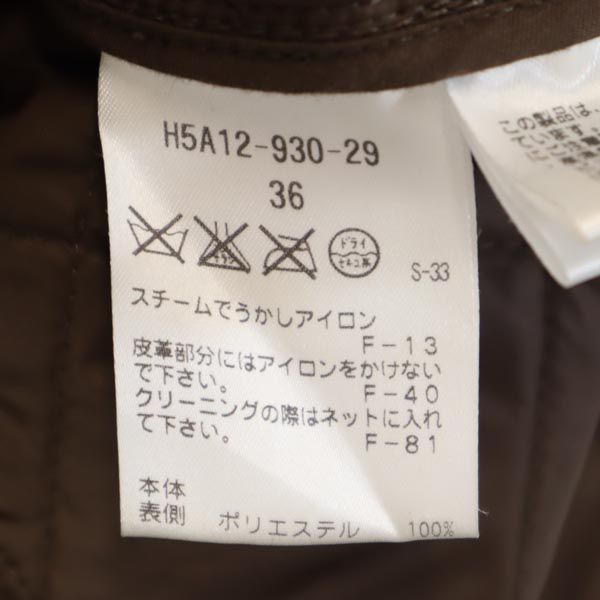 H5A12-930-29
36
ドライ
セキユ系
S-33
スチームでうかしアイロン
F-13
皮革部分にはアイロンをかけない
で下さい。
F-40
クリーニングの際はネットに入れ
て下さい。
F-81
本体
表側 ポリエステル 100%
この製品は、